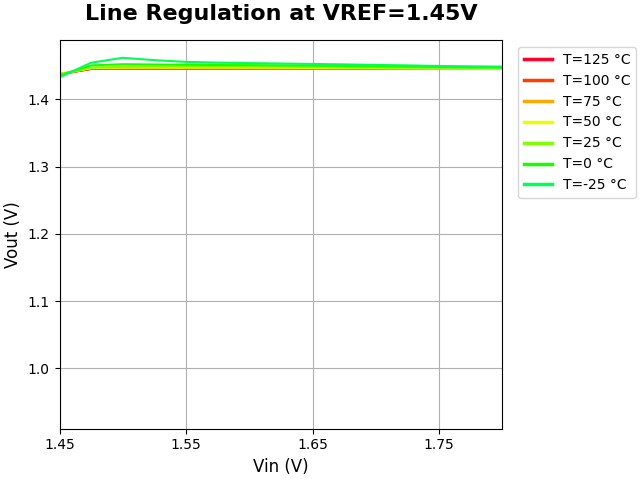 Line Regulation at VREF=1.45V
T=125 °C
T=100 °C
T=75 °C
T=50 °C
T=25 °C
T=0 °C
T=-25 °C
Vout (V)
1.4
1.3
1.2
1.1
1.0
1.45
1.55
1.65
1.75
Vin (V)